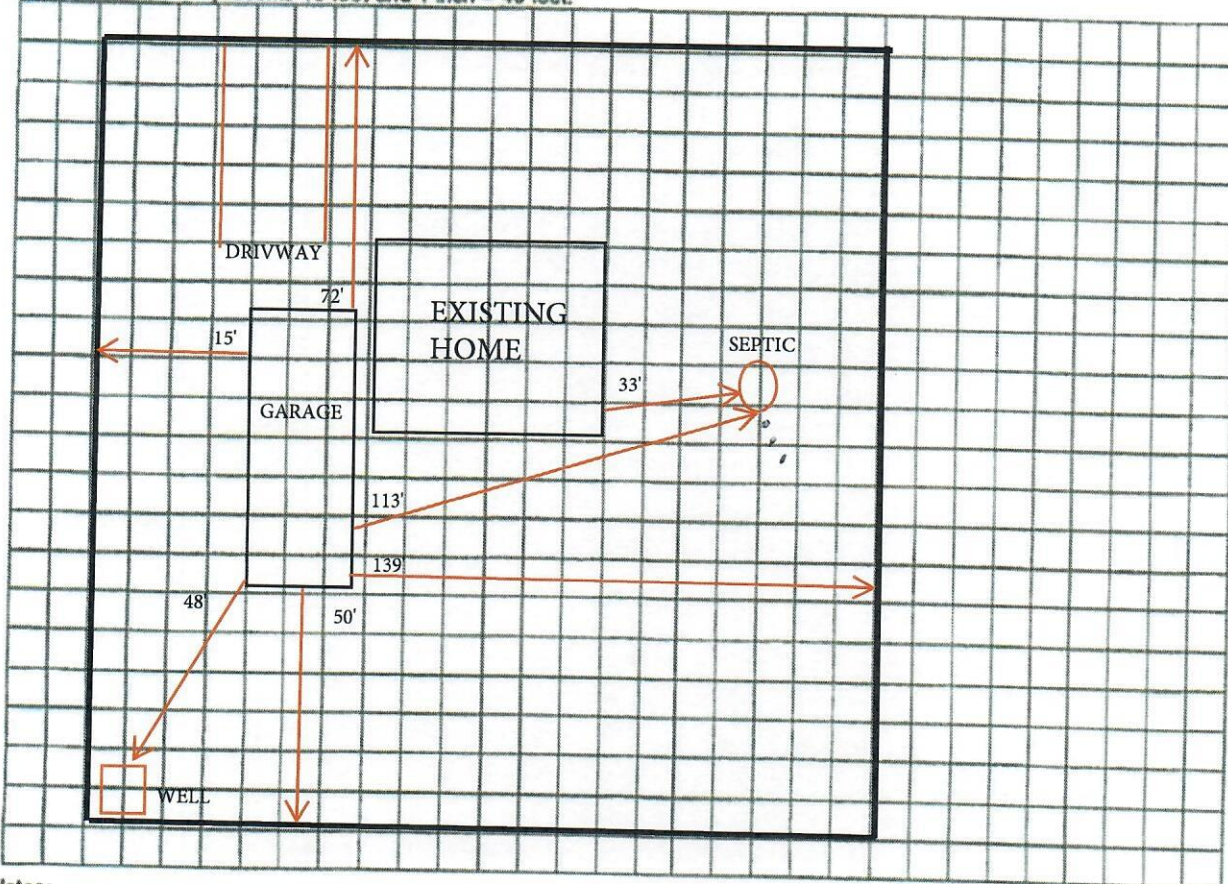 DRIVWAY
72'
EXISTING
HOME
15'
SEPTIC
33'
GARAGE
113'
139
48
50'
WELL